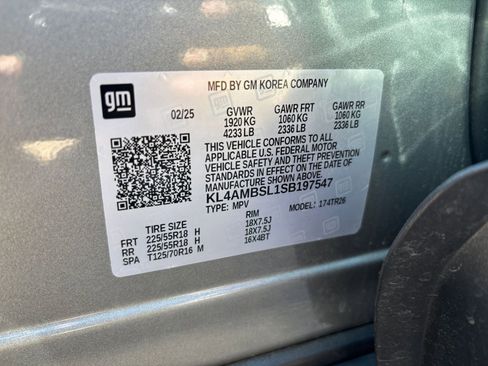 gm
MFD BY GM KOREA COMPANY
02/25 GVWR GAWR FRT GAWR RR
1920 KG 1060 KG 1060 KG
4233 LB 2336 LB 2336 LB
THIS VEHICLE CONFORMS TO ALL
APPLICABLE U.S. FEDERAL MOTOR
VEHICLE SAFETY AND THEFT PREVENTION
STANDARDS IN EFFECT ON THE DATE OF
MANUFACTURE SHOWN ABOVE.
KL4AMBSL1SB197547
TYPE: MPV MODEL: 174TR26
TIRE SIZE RIM
FRT 225/55R18 H 18X7.5J
RR 225/55R18 H 18X7.5J
SPA T125/70R16 M 16X4BT